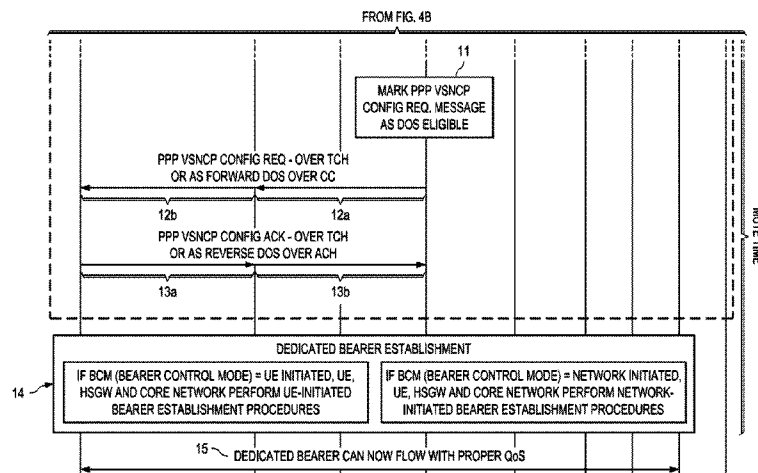 FROM FIG. 4B
11
MARK PPP VSNCP
CONFIG REQ. MESSAGE
AS DOS ELIGIBLE
PPP VSNCP CONFIG REQ - OVER TCH
OR AS FORWARD DOS OVER CC
12b
12a
PPP VSNCP CONFIG ACK - OVER TCH
OR AS REVERSE DOS OVER ACH
13a
13b
MUTE TIME
DEDICATED BEARER ESTABLISHMENT
14
IF BCM (BEARER CONTROL MODE) = UE INITIATED, UE,
HSGW AND CORE NETWORK PERFORM UE-INITIATED
BEARER ESTABLISHMENT PROCEDURES
IF BCM (BEARER CONTROL MODE) = NETWORK INITIATED,
UE, HSGW AND CORE NETWORK PERFORM NETWORK-
INITIATED BEARER ESTABLISHMENT PROCEDURES
15
DEDICATED BEARER CAN NOW FLOW WITH PROPER QoS